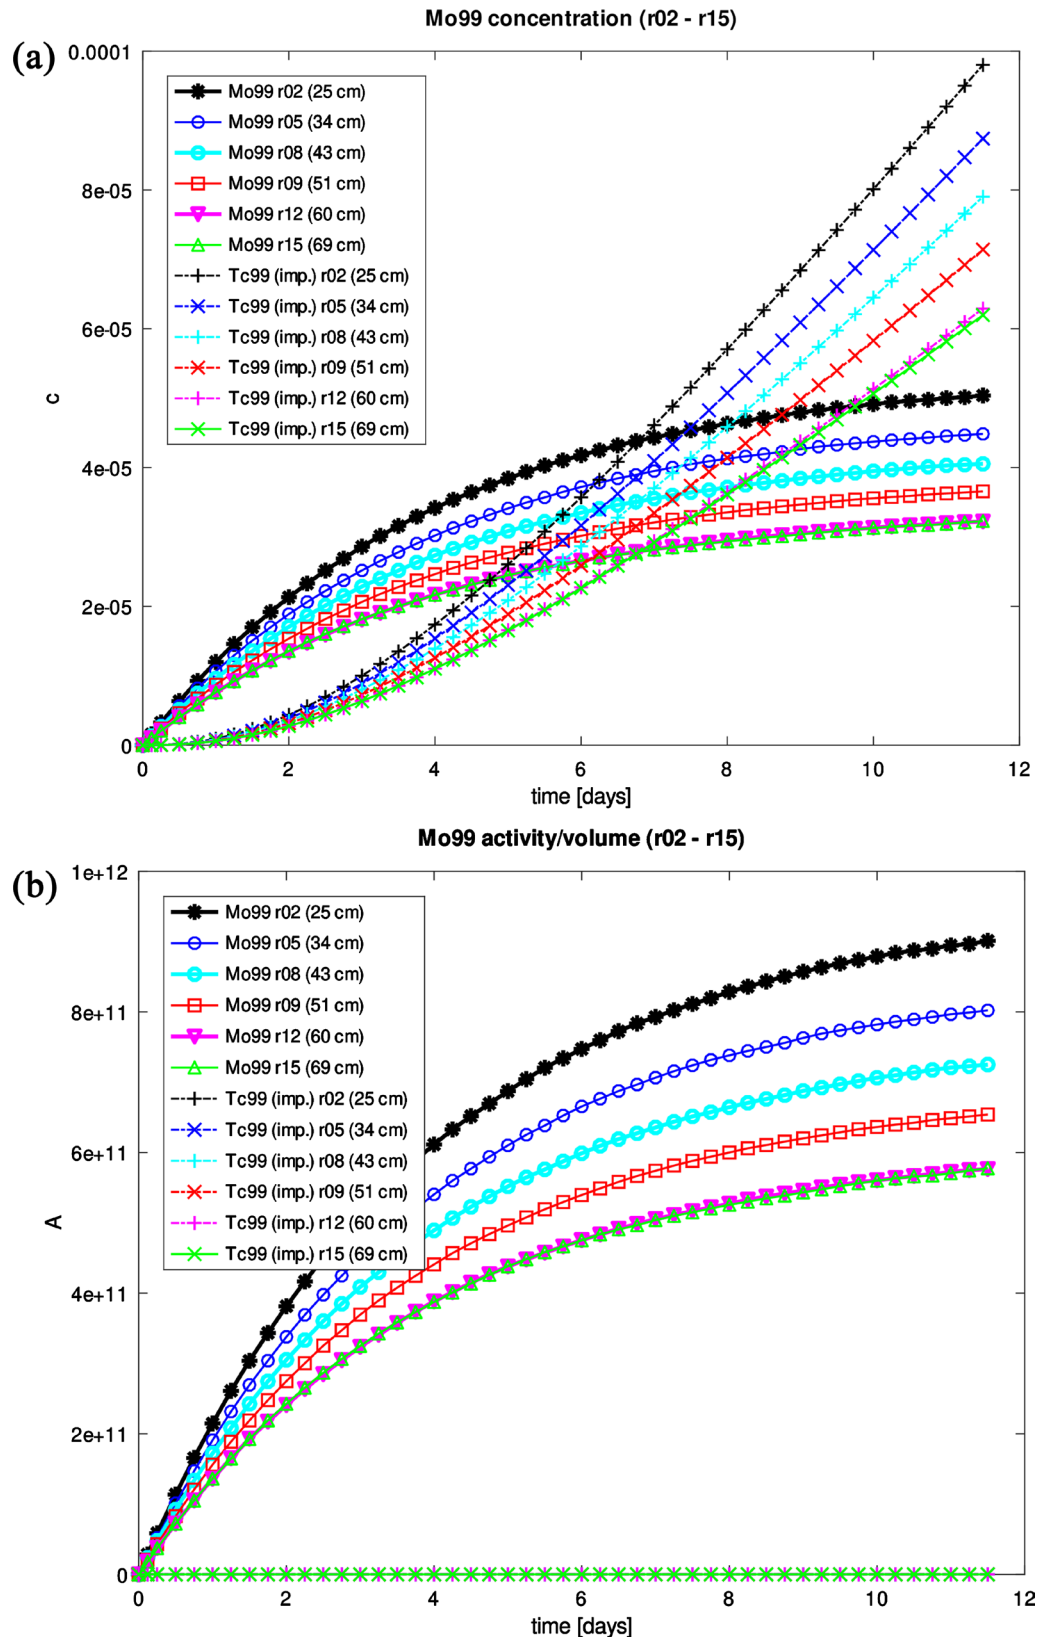 Mo99 concentration (r02 - r15)
(a)
0.0001
8e-05
6e-05
4e-05
2e-05
0
c
Mo99 r02 (25 cm)
Mo99 r05 (34 cm)
Mo99 r08 (43 cm)
Mo99 r09 (51 cm)
Mo99 r12 (60 cm)
Mo99 r15 (69 cm)
Tc99 (imp.) r02 (25 cm)
Tc99 (imp.) r05 (34 cm)
Tc99 (imp.) r08 (43 cm)
Tc99 (imp.) r09 (51 cm)
Tc99 (imp.) r12 (60 cm)
Tc99 (imp.) r15 (69 cm)
0 2 4 6 8 10 12
time [days]
Mo99 activity/volume (r02 - r15)
(b)
1e+12
8e+11
6e+11
4e+11
2e+11
0
A
Mo99 r02 (25 cm)
Mo99 r05 (34 cm)
Mo99 r08 (43 cm)
Mo99 r09 (51 cm)
Mo99 r12 (60 cm)
Mo99 r15 (69 cm)
Tc99 (imp.) r02 (25 cm)
Tc99 (imp.) r05 (34 cm)
Tc99 (imp.) r08 (43 cm)
Tc99 (imp.) r09 (51 cm)
Tc99 (imp.) r12 (60 cm)
Tc99 (imp.) r15 (69 cm)
0 2 4 6 8 10 12
time [days]